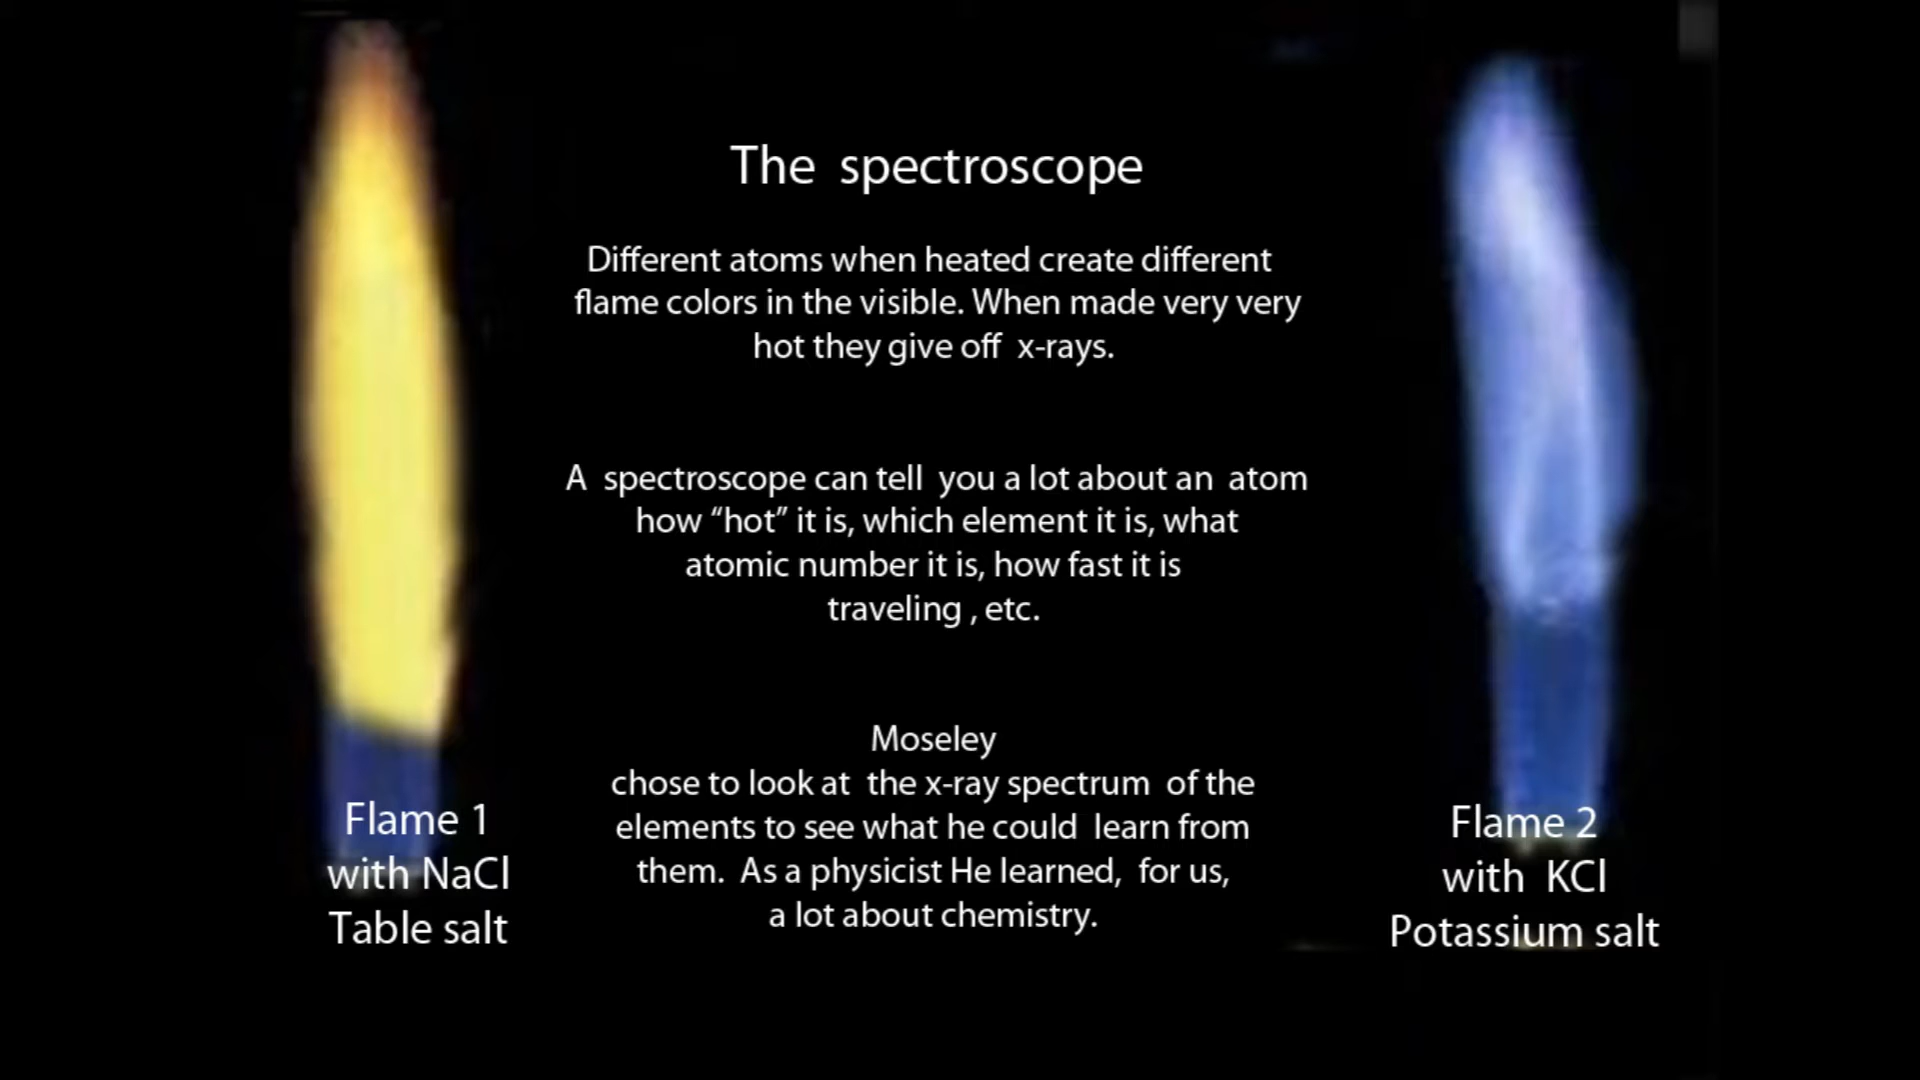 The spectroscope
Different atoms when heated create different
flame colors in the visible. When made very very
hot they give off x-rays.
A spectroscope can tell you a lot about an atom
how “hot” it is, which element it is, what
atomic number it is, how fast it is
traveling , etc.
Moseley
chose to look at the x-ray spectrum of the
elements to see what he could learn from
them. As a physicist He learned, for us,
a lot about chemistry.
Flame 1
with NaCl
Table salt
Flame 2
with KCl
Potassium salt